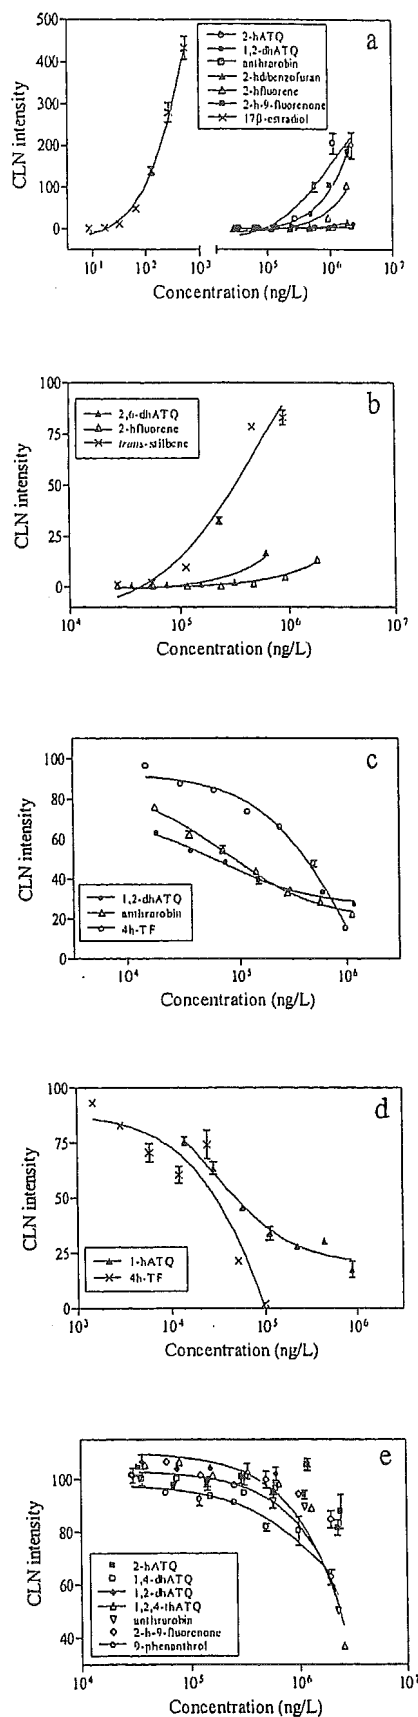 a
2-hATQ
1,2-dhATQ
anthrarobin
2-hdibenzofuran
2-hfluorene
2-h-9-fluorenone
17β-estradiol
500
400
300
200
100
0
CLN intensity
10¹ 10² 10³ 10⁵ 10⁶ 10⁷
Concentration (ng/L)
b
2,6-dhATQ
2-hfluorene
trans-stilbene
100
75
50
25
0
CLN intensity
10⁴ 10⁵ 10⁶ 10⁷
Concentration (ng/L)
c
100
80
60
40
20
0
CLN intensity
1,2-dhATQ
anthrarobin
4h-TF
10⁴ 10⁵ 10⁶
Concentration (ng/L)
d
100
75
50
25
0
CLN intensity
1-hATQ
4h-TF
10³ 10⁴ 10⁵ 10⁶
Concentration (ng/L)
e
100
80
60
40
CLN intensity
2-hATQ
1,4-dhATQ
1,2-dhATQ
1,2,4-thATQ
anthrarobin
2-h-9-fluorenone
9-phenanthrol
10⁴ 10⁵ 10⁶ 10⁷
Concentration (ng/L)